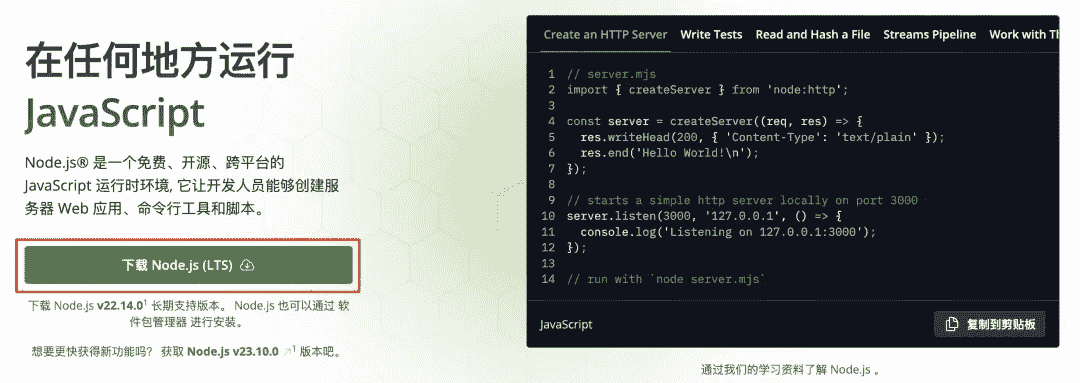 在任何地方运行
JavaScript
Node.js® 是一个免费、开源、跨平台的
JavaScript 运行时环境, 它让开发人员能够创建服
务器 Web 应用、命令行工具和脚本。
下载 Node.js (LTS)
下载 Node.js v22.14.0¹ 长期支持版本。 Node.js 也可以通过 软
件包管理器 进行安装。
想要更快获得新功能吗？ 获取 Node.js v23.10.0 ↗¹ 版本吧。
Create an HTTP Server Write Tests Read and Hash a File Streams Pipeline Work with Th
1 // server.mjs
2 import { createServer } from 'node:http';
3
4 const server = createServer((req, res) => {
5   res.writeHead(200, { 'Content-Type': 'text/plain' });
6   res.end('Hello World!\n');
7 });
8
9 // starts a simple http server locally on port 3000
10 server.listen(3000, '127.0.0.1', () => {
11   console.log('Listening on 127.0.0.1:3000');
12 });
13
14 // run with `node server.mjs`
JavaScript
复制到剪贴板
通过我们的学习资料了解 Node.js 。